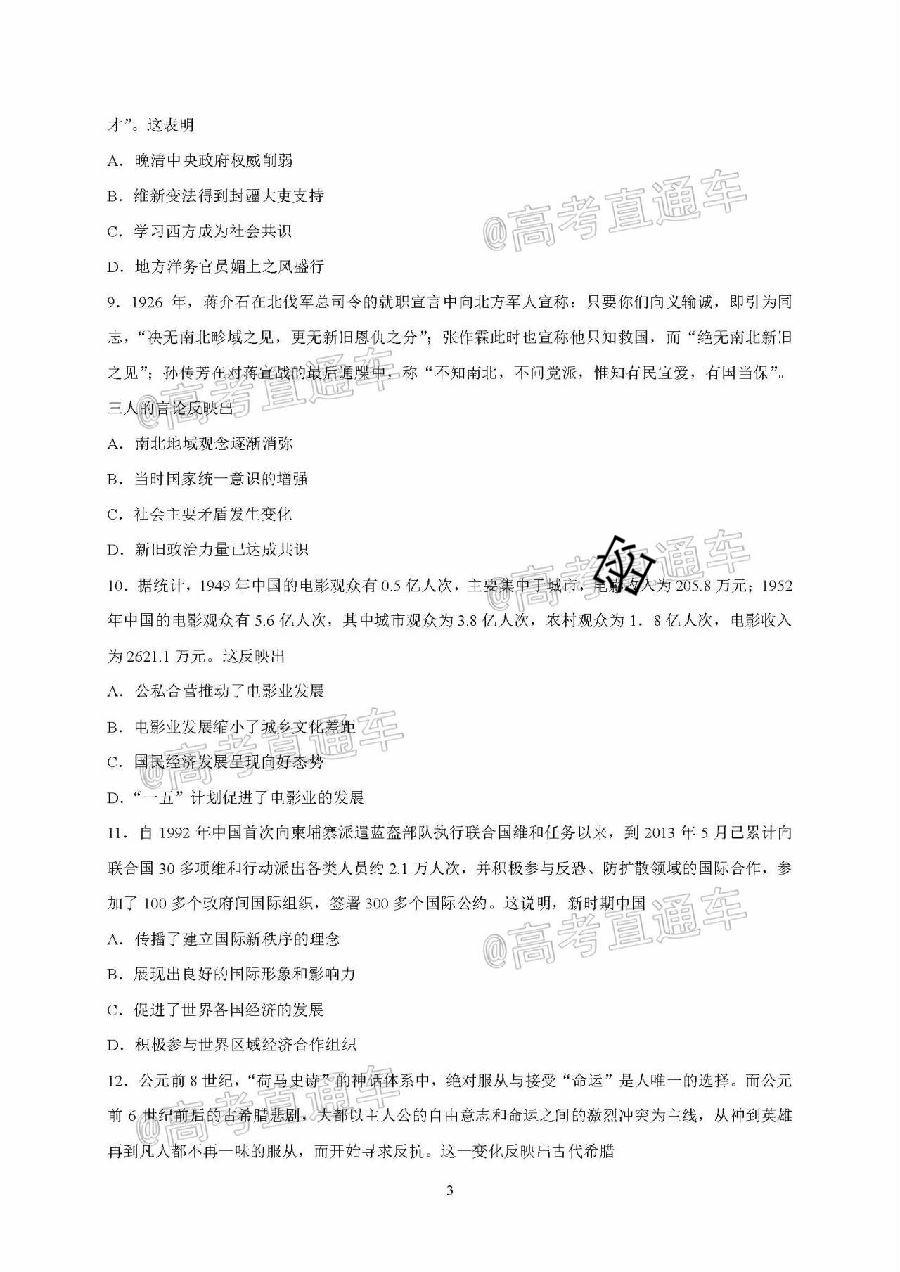 才”。这表明
A．晚清中央政府权威削弱
B．维新变法得到封疆大吏支持
C．学习西方成为社会共识
D．地方洋务官员媚上之风盛行
9．1926 年，蒋介石在北伐军总司令的就职宣言中向北方军人宣称：只要你们向义输诚，即引为同
志，“决无南北畛域之见，更无新旧恩仇之分”；张作霖此时也宣称他只知救国，而“绝无南北新旧
之见”；孙传芳在对蒋宣战的最后通牒中，称“不知南北，不问党派，惟知有民宜爱，有国当保”。.
三人的言论反映出
A．南北地域观念逐渐消弥
B．当时国家统一意识的增强
C．社会主要矛盾发生变化
D．新旧政治力量已达成共识
10．据统计，1949 年中国的电影观众有 0.5 亿人次，主要集中于城市，电影收入为 205.8 万元；1952
年中国的电影观众有 5.6 亿人次，其中城市观众为 3.8 亿人次，农村观众为 1．8 亿人次，电影收入
为 2621.1 万元。这反映出
A．公私合营推动了电影业发展
B．电影业发展缩小了城乡文化差距
C．国民经济发展呈现向好态势
D．“一五”计划促进了电影业的发展
11．自 1992 年中国首次向柬埔寨派遣蓝盔部队执行联合国维和任务以来，到 2013 年 5 月已累计向
联合国 30 多项维和行动派出各类人员约 2.1 万人次，并积极参与反恐、防扩散领域的国际合作，参
加了 100 多个政府间国际组织，签署 300 多个国际公约。这说明，新时期中国
A．传播了建立国际新秩序的理念
B．展现出良好的国际形象和影响力
C．促进了世界各国经济的发展
D．积极参与世界区域经济合作组织
12．公元前 8 世纪，“荷马史诗”的神话体系中，绝对服从与接受“命运”是人唯一的选择。而公元
前 6 世纪前后的古希腊悲剧，大都以主人公的自由意志和命运之间的激烈冲突为主线，从神到英雄
再到凡人都不再一味的服从，而开始寻求反抗。这一变化反映出古代希腊
3
@高考直通车
@高考直通车
@高考直通车
@高考直通车
@高考直通车
@高考直通车